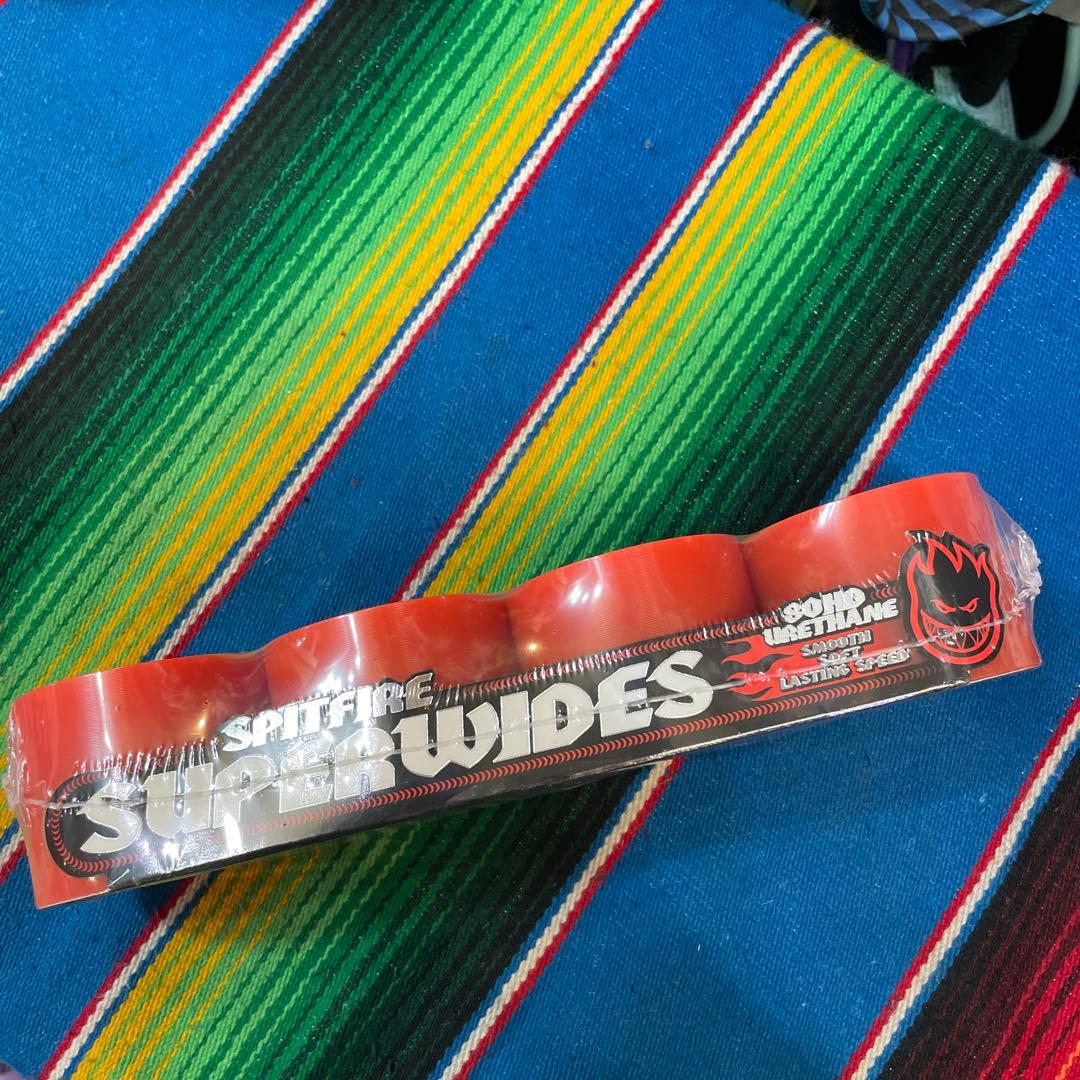 SPITFIRE
SUPERWIDES
80HD
URETHANE
SMOOTH
SOFT
LASTING SPEED